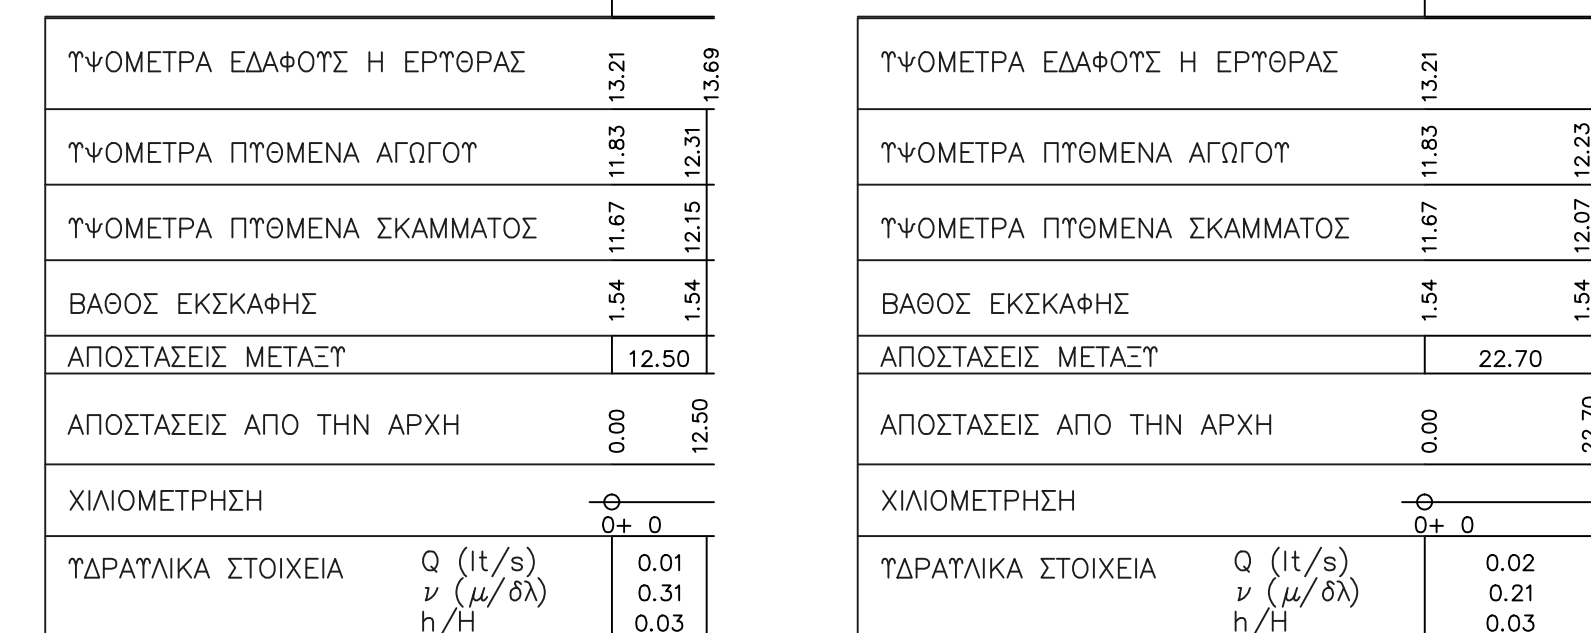 ΥΨΟΜΕΤΡΑ ΕΔΑΦΟΥΣ Η ΕΡΥΘΡΑΣ 13.21 13.69
ΥΨΟΜΕΤΡΑ ΠΥΘΜΕΝΑ ΑΓΩΓΟΥ 11.83 12.31
ΥΨΟΜΕΤΡΑ ΠΥΘΜΕΝΑ ΣΚΑΜΜΑΤΟΣ 11.67 12.15
ΒΑΘΟΣ ΕΚΣΚΑΦΗΣ 1.54 1.54
ΑΠΟΣΤΑΣΕΙΣ ΜΕΤΑΞΥ 12.50
ΑΠΟΣΤΑΣΕΙΣ ΑΠΟ ΤΗΝ ΑΡΧΗ 0.00 12.50
ΧΙΛΙΟΜΕΤΡΗΣΗ
0+ 0
ΥΔΡΑΥΛΙΚΑ ΣΤΟΙΧΕΙΑ Q (lt/s) 0.01
ν (μ/δλ) 0.31
h/H 0.03
ΥΨΟΜΕΤΡΑ ΕΔΑΦΟΥΣ Η ΕΡΥΘΡΑΣ 13.21
ΥΨΟΜΕΤΡΑ ΠΥΘΜΕΝΑ ΑΓΩΓΟΥ 11.83 12.23
ΥΨΟΜΕΤΡΑ ΠΥΘΜΕΝΑ ΣΚΑΜΜΑΤΟΣ 11.67 12.07
ΒΑΘΟΣ ΕΚΣΚΑΦΗΣ 1.54 1.54
ΑΠΟΣΤΑΣΕΙΣ ΜΕΤΑΞΥ 22.70
ΑΠΟΣΤΑΣΕΙΣ ΑΠΟ ΤΗΝ ΑΡΧΗ 0.00 22.70
ΧΙΛΙΟΜΕΤΡΗΣΗ
0+ 0
ΥΔΡΑΥΛΙΚΑ ΣΤΟΙΧΕΙΑ Q (lt/s) 0.02
ν (μ/δλ) 0.21
h/H 0.03